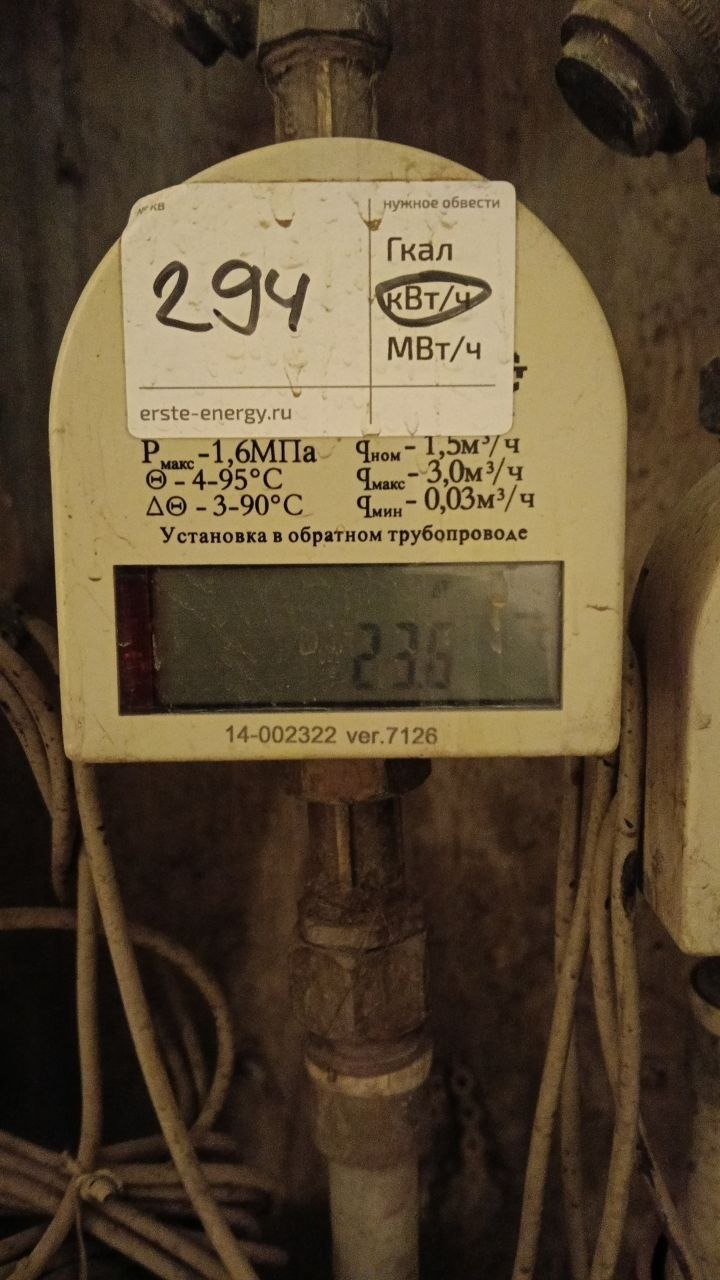 № кв
нужное обвести
294
Гкал
кВт/ч
МВт/ч
erste-energy.ru
Pмакс -1,6МПа
qном - 1,5м³/ч
Θ - 4-95°C
qмакс - 3,0м³/ч
ΔΘ - 3-90°C
qмин - 0,03м³/ч
Установка в обратном трубопроводе
23.6
14-002322 ver.7126